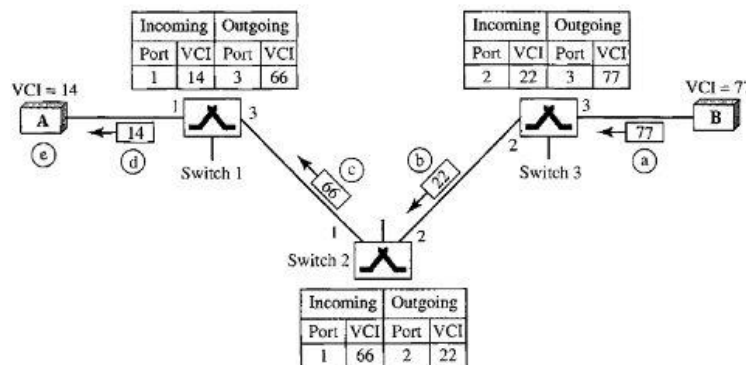 Incoming Outgoing
Port VCI Port VCI
1 14 3 66
Incoming Outgoing
Port VCI Port VCI
2 22 3 77
VCI = 14
VCI = 77
A
1
3
3
B
14
77
2
e
d
Switch 1
c
66
b
22
Switch 3
a
1
2
Switch 2
Incoming Outgoing
Port VCI Port VCI
1 66 2 22